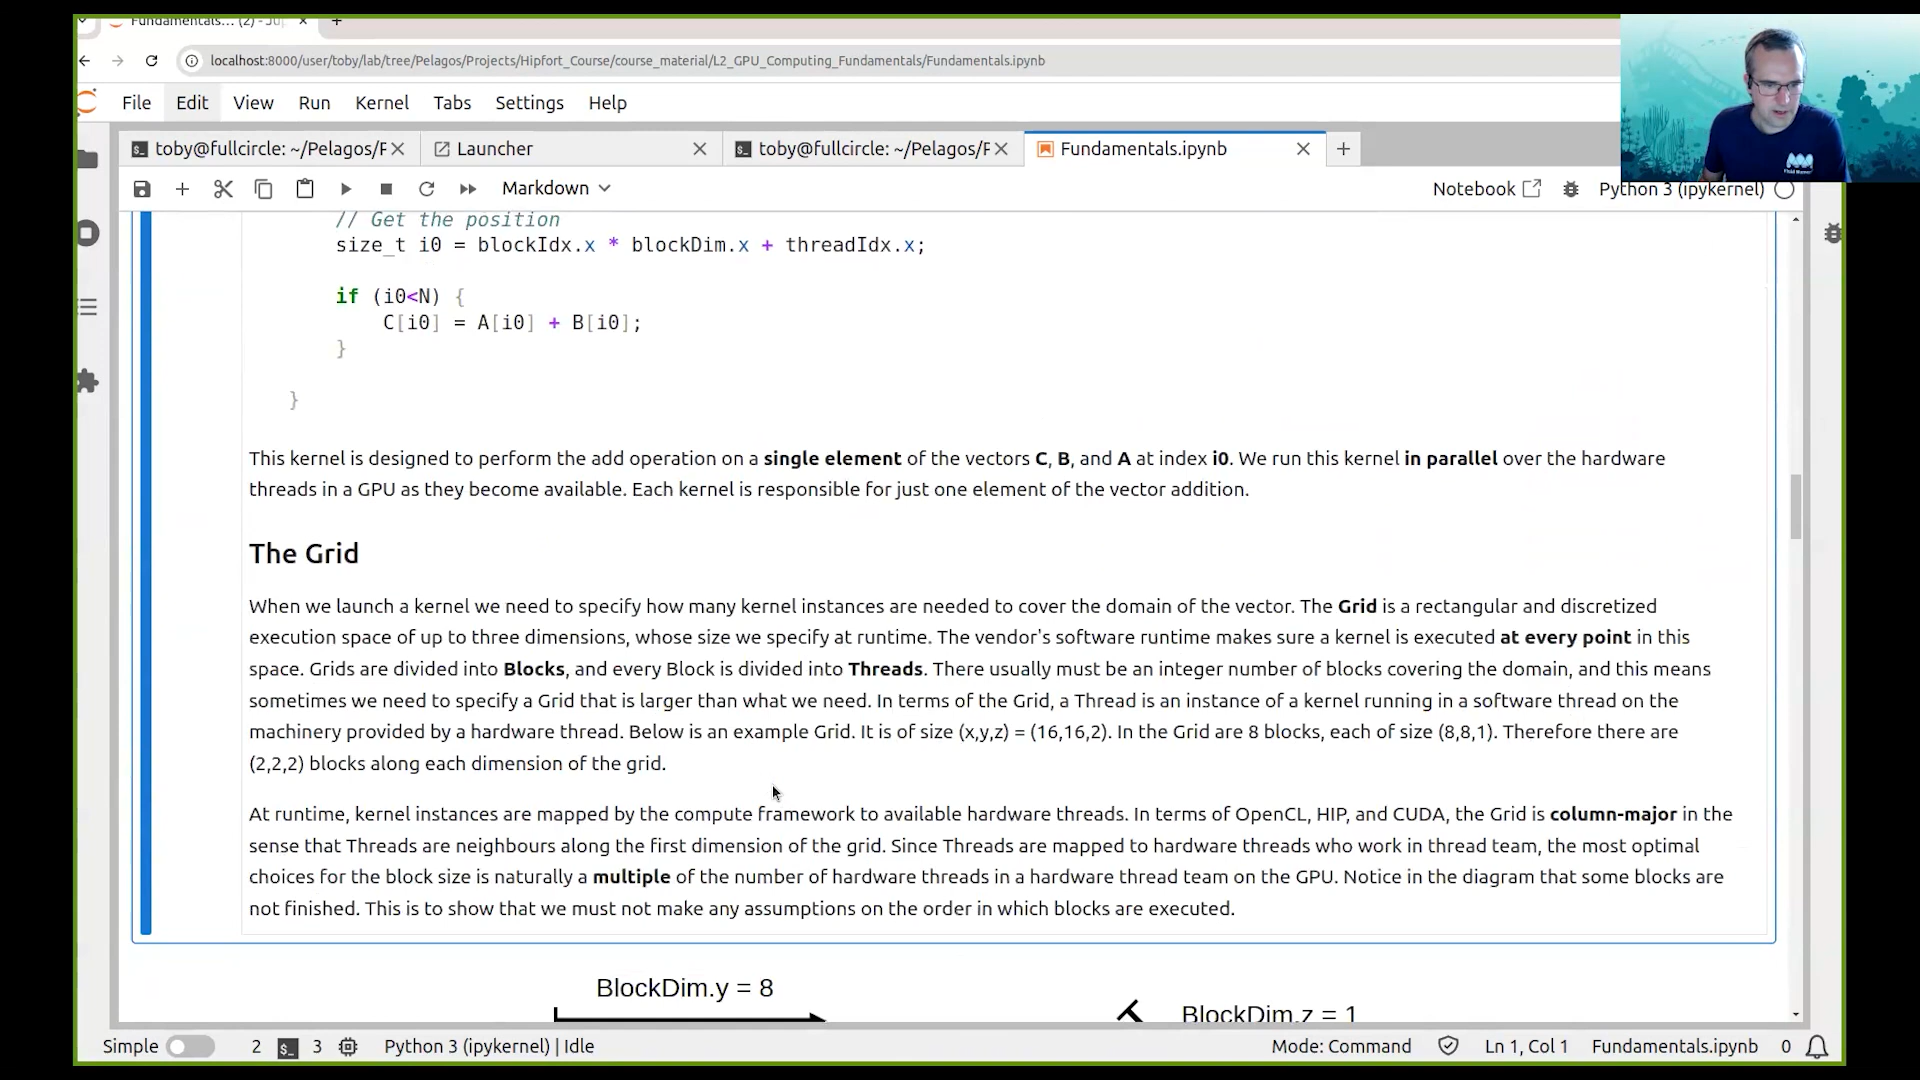 Fundamentals... (2) - Ju
localhost:8000/user/toby/lab/tree/Pelagos/Projects/Hipfort_Course/course_material/L2_GPU_Computing_Fundamentals/Fundamentals.ipynb
File Edit View Run Kernel Tabs Settings Help
toby@fullcircle: ~/Pelagos/F Launcher toby@fullcircle: ~/Pelagos/F Fundamentals.ipynb
Markdown Notebook Python 3 (ipykernel)
// Get the position
size_t i0 = blockIdx.x * blockDim.x + threadIdx.x;
if (i0<N) {
C[i0] = A[i0] + B[i0];
}
}
This kernel is designed to perform the add operation on a single element of the vectors C, B, and A at index i0. We run this kernel in parallel over the hardware
threads in a GPU as they become available. Each kernel is responsible for just one element of the vector addition.
The Grid
When we launch a kernel we need to specify how many kernel instances are needed to cover the domain of the vector. The Grid is a rectangular and discretized
execution space of up to three dimensions, whose size we specify at runtime. The vendor's software runtime makes sure a kernel is executed at every point in this
space. Grids are divided into Blocks, and every Block is divided into Threads. There usually must be an integer number of blocks covering the domain, and this means
sometimes we need to specify a Grid that is larger than what we need. In terms of the Grid, a Thread is an instance of a kernel running in a software thread on the
machinery provided by a hardware thread. Below is an example Grid. It is of size (x,y,z) = (16,16,2). In the Grid are 8 blocks, each of size (8,8,1). Therefore there are
(2,2,2) blocks along each dimension of the grid.
At runtime, kernel instances are mapped by the compute framework to available hardware threads. In terms of OpenCL, HIP, and CUDA, the Grid is column-major in the
sense that Threads are neighbours along the first dimension of the grid. Since Threads are mapped to hardware threads who work in thread team, the most optimal
choices for the block size is naturally a multiple of the number of hardware threads in a hardware thread team on the GPU. Notice in the diagram that some blocks are
not finished. This is to show that we must not make any assumptions on the order in which blocks are executed.
BlockDim.y = 8
BlockDim.z = 1
Simple 2 3 Python 3 (ipykernel) | Idle Mode: Command Ln 1, Col 1 Fundamentals.ipynb 0